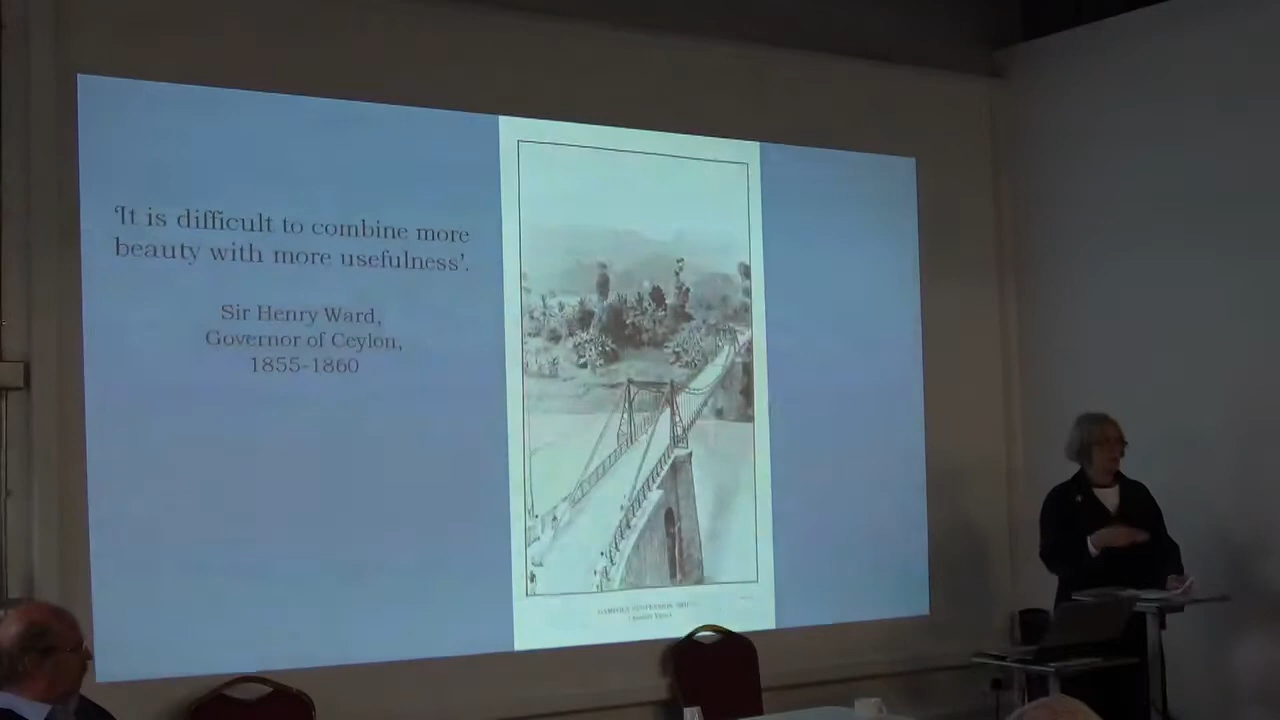 'It is difficult to combine more
beauty with more usefulness'.
Sir Henry Ward,
Governor of Ceylon,
1855-1860